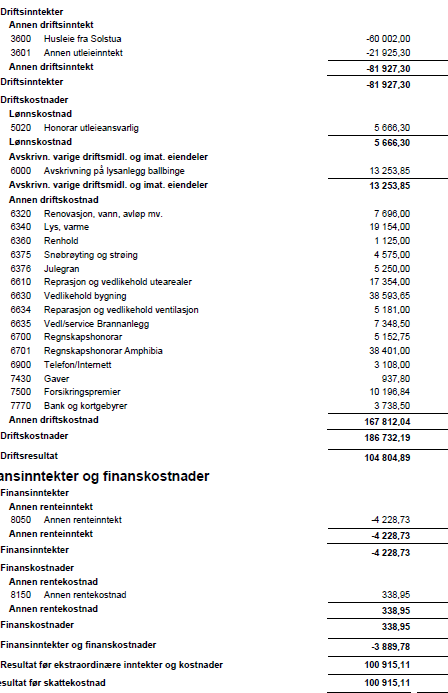 Driftsinntekter
Annen driftsinntekt
3600 Husleie fra Solstua -60 002,00
3601 Annen utleieinntekt -21 925,30
Annen driftsinntekt -81 927,30
Driftsinntekter -81 927,30
Driftskostnader
Lønnskostnad
5020 Honorar utleieansvarlig 5 666,30
Lønnskostnad 5 666,30
Avskrivn. varige driftsmidl. og imat. eiendeler
6000 Avskrivning på lysanlegg ballbinge 13 253,85
Avskrivn. varige driftsmidl. og imat. eiendeler 13 253,85
Annen driftskostnad
6320 Renovasjon, vann, avløp mv. 7 696,00
6340 Lys, varme 19 154,00
6360 Renhold 1 125,00
6375 Snøbrøyting og strøing 4 575,00
6376 Julegran 5 250,00
6610 Reprasjon og vedlikehold utearealer 17 354,00
6630 Vedlikehold bygning 38 593,65
6634 Reparasjon og vedlikehold ventilasjon 5 181,00
6635 Vedl/service Brannanlegg 7 348,50
6700 Regnskapshonorar 5 152,75
6701 Regnskapshonorar Amphibia 38 401,00
6900 Telefon/Internett 3 108,00
7430 Gaver 937,80
7500 Forsikringspremier 10 196,84
7770 Bank og kortgebyrer 3 738,50
Annen driftskostnad 167 812,04
Driftskostnader 186 732,19
Driftsresultat 104 804,89
ansinntekter og finanskostnader
Finansinntekter
Annen renteinntekt
8050 Annen renteinntekt -4 228,73
Annen renteinntekt -4 228,73
Finansinntekter -4 228,73
Finanskostnader
Annen rentekostnad
8150 Annen rentekostnad 338,95
Annen rentekostnad 338,95
Finanskostnader 338,95
Finansinntekter og finanskostnader -3 889,78
Resultat før ekstraordinære inntekter og kostnader 100 915,11
esultat før skattekostnad 100 915,11